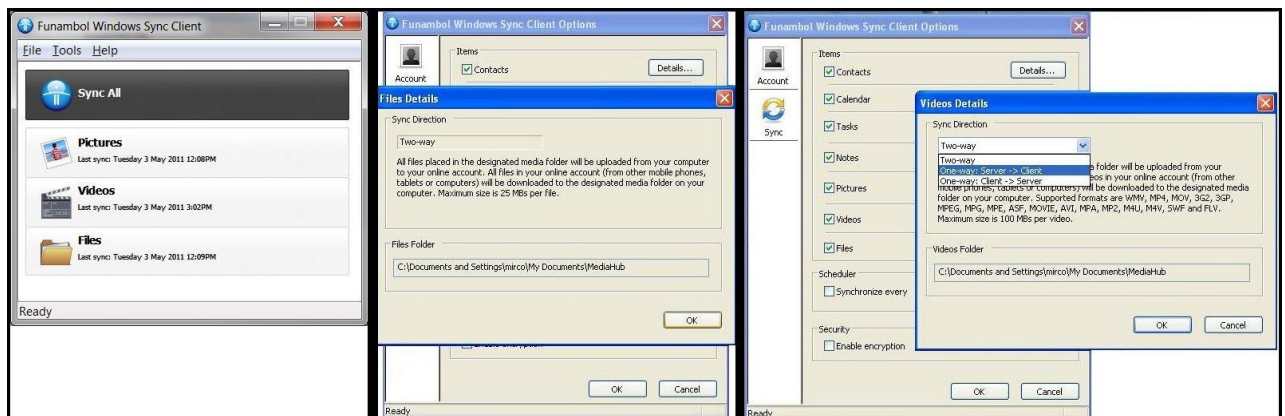 Funambol Windows Sync Client
File Tools Help
Sync All
Pictures
Last sync: Tuesday 3 May 2011 12:08PM
Videos
Last sync: Tuesday 3 May 2011 3:02PM
Files
Last sync: Tuesday 3 May 2011 12:09PM
Ready
Funambol Windows Sync Client Options
Account
Items
Contacts
Details...
Files Details
Sync Direction
Two-way
All files placed in the designated media folder will be uploaded from your computer
to your online account. All files in your online account (from other mobile phones,
tablets or computers) will be downloaded to the designated media folder on your
computer. Maximum size is 25 MBs per file.
Files Folder
C:\Documents and Settings\mirco\My Documents\MediaHub
OK
OK Cancel
Ready
Funambol Windows Sync Client Options
Account
Sync
Items
Contacts
Details...
Calendar
Tasks
Notes
Pictures
Videos
Files
Scheduler
Synchronize every
Security
Enable encryption
OK Cancel
Ready
Videos Details
Sync Direction
Two-way
Two-way
One-way: Server -> Client
One-way: Client -> Server
folder will be uploaded from your
in your online account (from other
mobile phones, tablets or computers) will be downloaded to the designated media
folder on your computer. Supported formats are WMV, MP4, MOV, 3G2, 3GP,
MPEG, MPG, MPE, ASF, MOVIE, AVI, MPA, MP2, M4U, M4V, SWF and FLV.
Maximum size is 100 MBs per video.
Videos Folder
C:\Documents and Settings\mirco\My Documents\MediaHub
OK Cancel